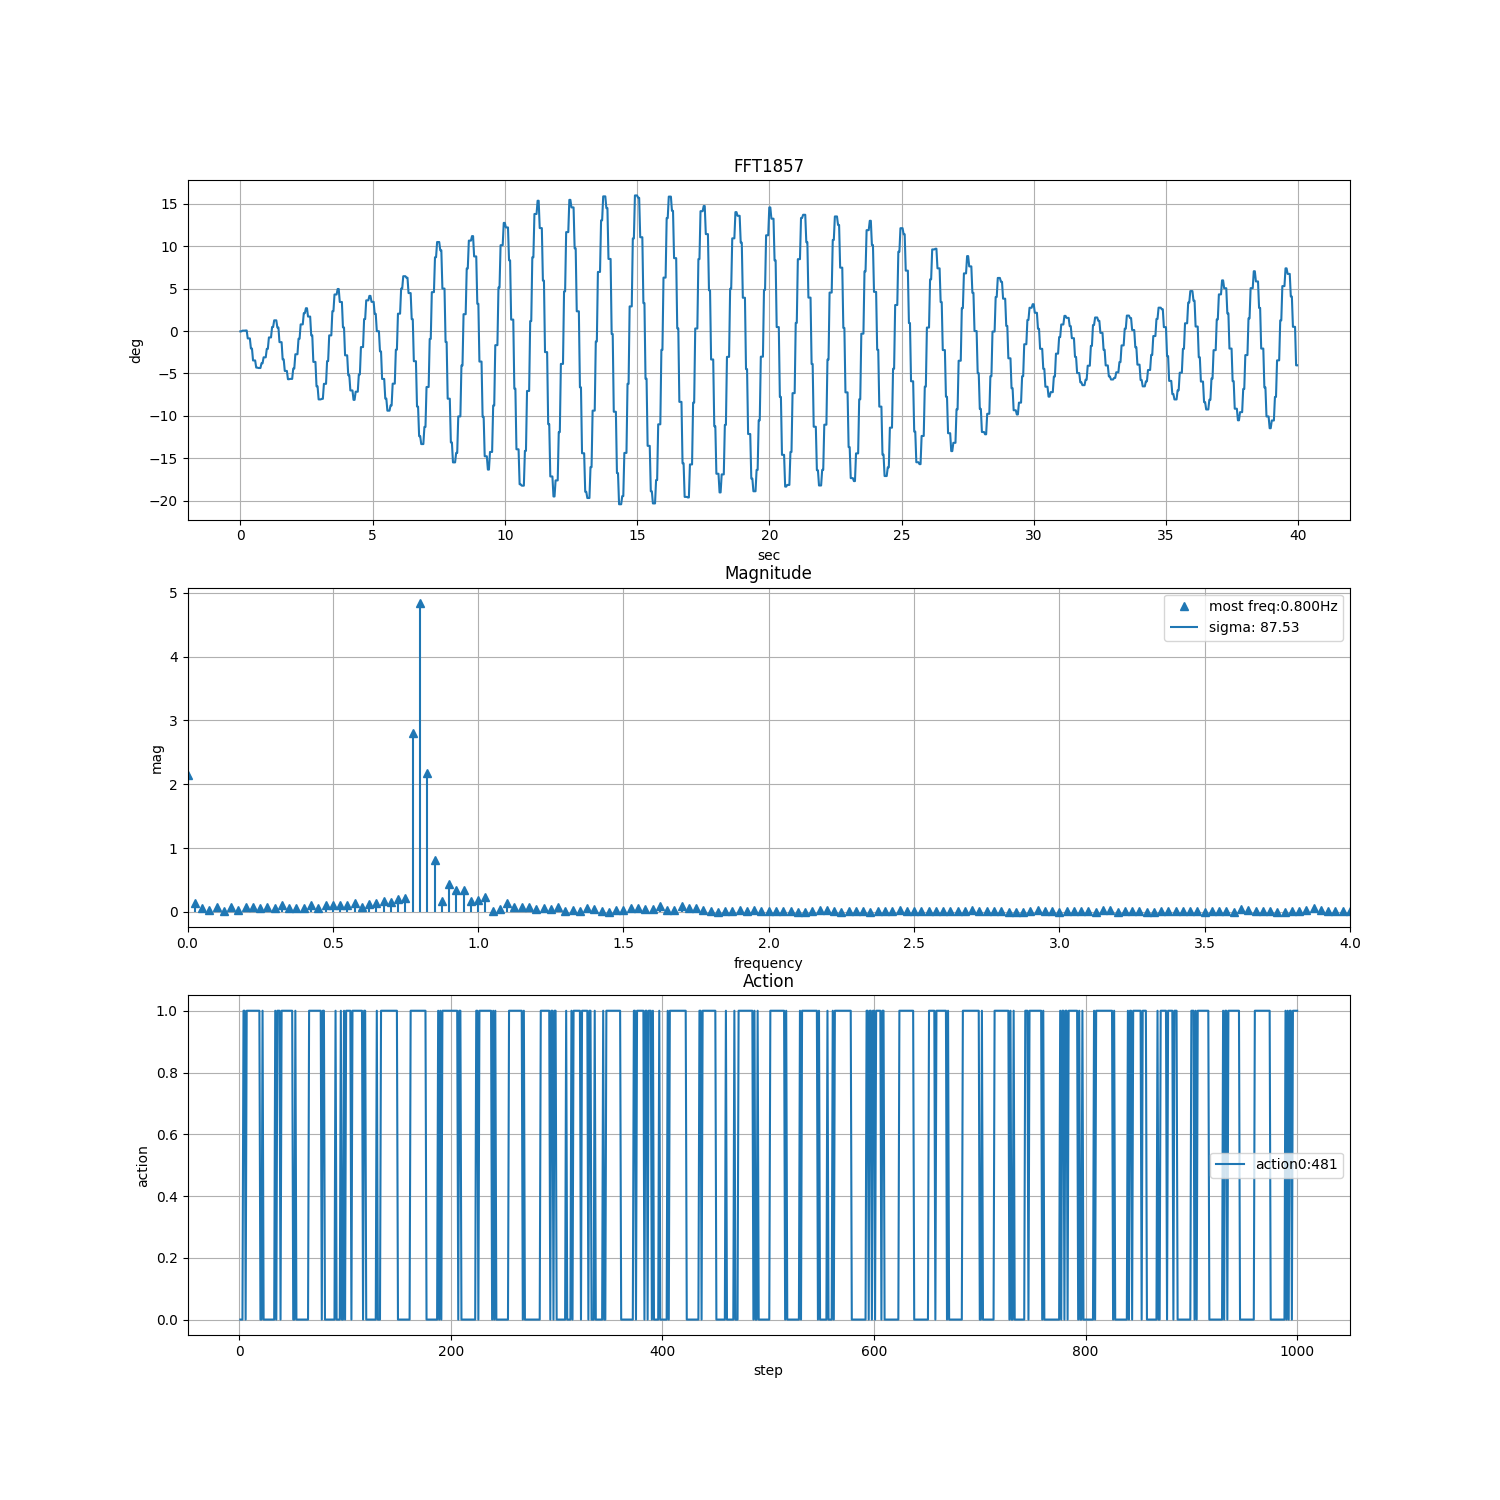 FFT1857
15
10
5
0
−5
−10
−15
−20
deg
0 5 10 15 20 25 30 35 40
sec
Magnitude
5
4
3
2
1
0
mag
most freq:0.800Hz
sigma: 87.53
0.0 0.5 1.0 1.5 2.0 2.5 3.0 3.5 4.0
frequency
Action
1.0
0.8
0.6
0.4
0.2
0.0
action
action0:481
0 200 400 600 800 1000
step